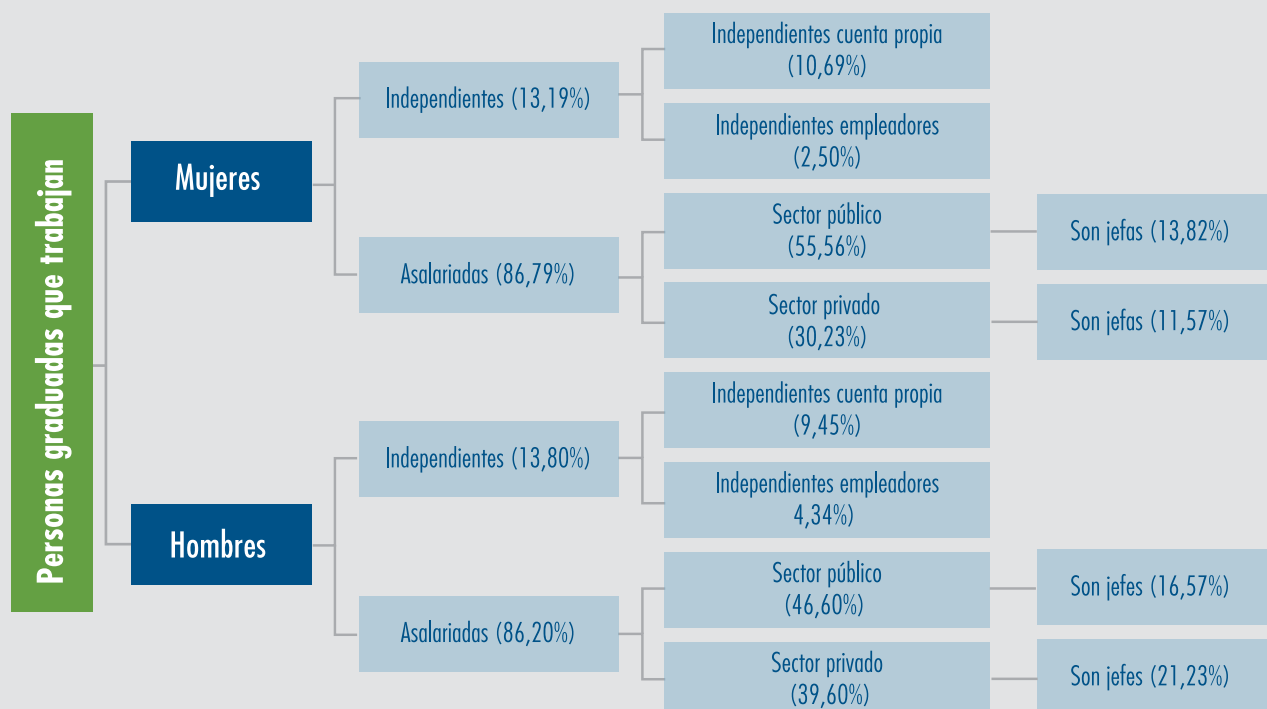 Personas graduadas que trabajan
Mujeres
Independientes (13,19%)
Independientes cuenta propia
(10,69%)
Independientes empleadores
(2,50%)
Asalariadas (86,79%)
Sector público
(55,56%)
Son jefas (13,82%)
Sector privado
(30,23%)
Son jefas (11,57%)
Hombres
Independientes (13,80%)
Independientes cuenta propia
(9,45%)
Independientes empleadores
4,34%)
Asalariadas (86,20%)
Sector público
(46,60%)
Son jefes (16,57%)
Sector privado
(39,60%)
Son jefes (21,23%)